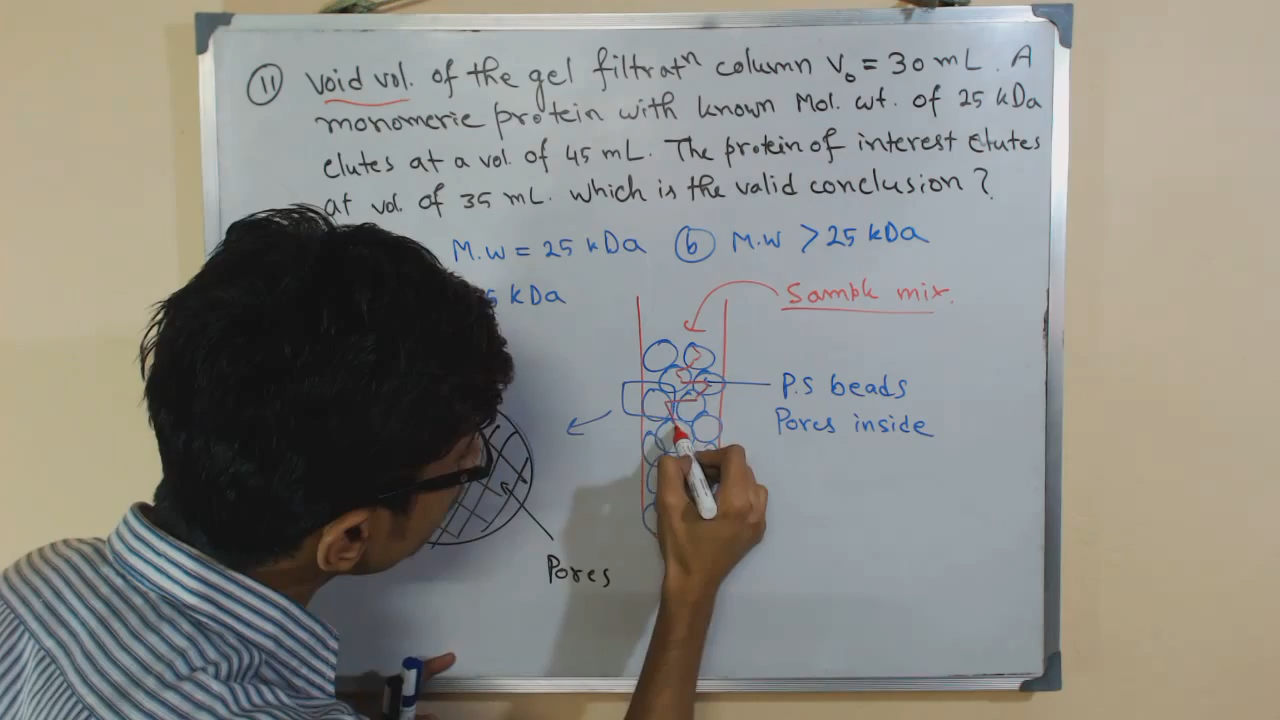 11 Void vol. of the gel filtratⁿ column V₀ = 30 mL. A
monomeric protein with known Mol. wt. of 25 kDa
elutes at a vol. of 45 mL. The protein of interest elutes
at vol. of 35 mL. which is the valid conclusion?
M.W = 25 kDa (b) M.W > 25 kDa
5 kDa
Sample mix.
P.S beads
Pores inside
Pores